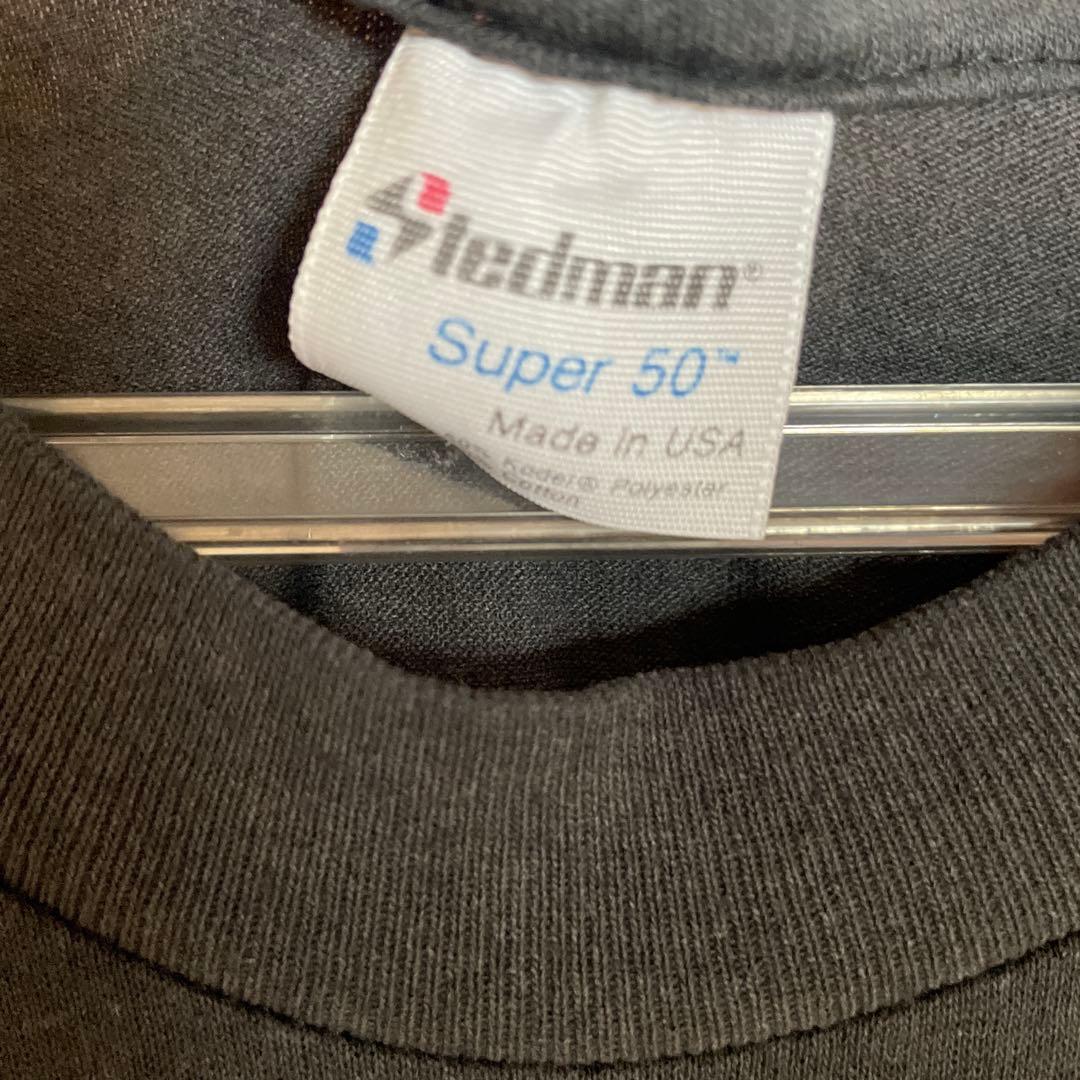 Stedman®
Super 50™
Made in USA
Kodel® Polyester
Cotton